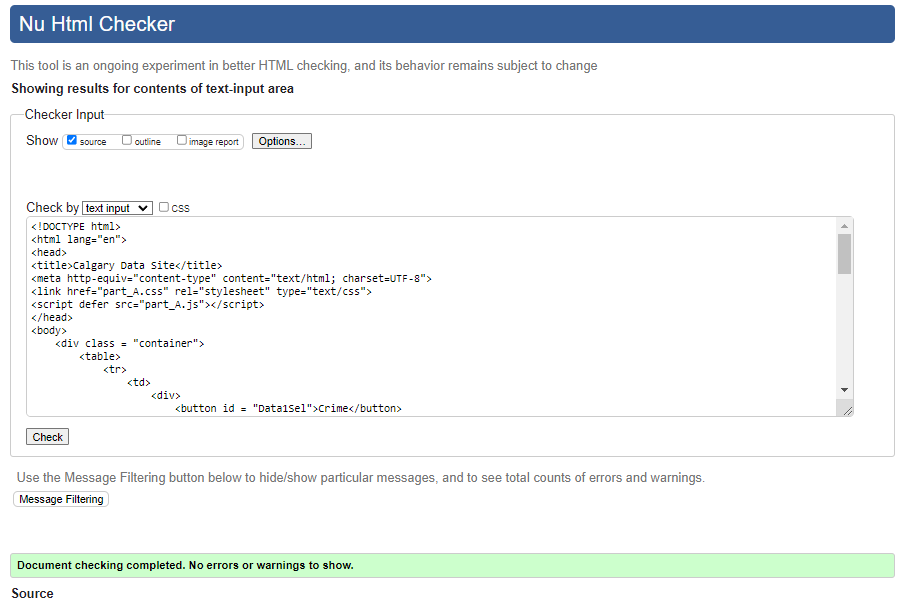 Nu Html Checker
This tool is an ongoing experiment in better HTML checking, and its behavior remains subject to change
Showing results for contents of text-input area
Checker Input
Show source outline image report Options...
Check by text input css
<!DOCTYPE html>
<html lang="en">
<head>
<title>Calgary Data Site</title>
<meta http-equiv="content-type" content="text/html; charset=UTF-8">
<link href="part_A.css" rel="stylesheet" type="text/css">
<script defer src="part_A.js"></script>
</head>
<body>
<div class = "container">
<table>
<tr>
<td>
<div>
<button id = "Data1Sel">Crime</button>
Check
Use the Message Filtering button below to hide/show particular messages, and to see total counts of errors and warnings.
Message Filtering
Document checking completed. No errors or warnings to show.
Source